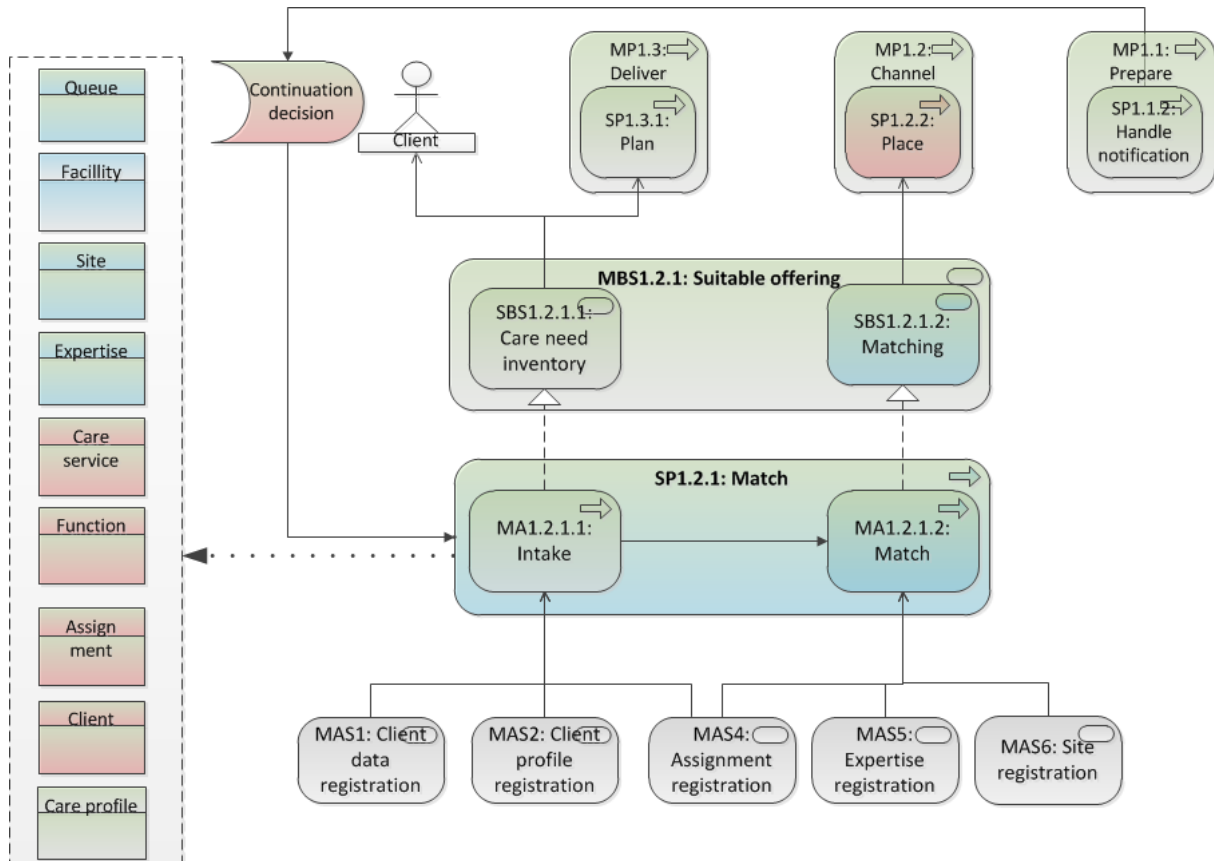 Queue
Facillity
Site
Expertise
Care
service
Function
Assign
ment
Client
Care profile
Continuation
decision
Client
MP1.3:
Deliver
SP1.3.1:
Plan
MP1.2:
Channel
SP1.2.2:
Place
MP1.1:
Prepare
SP1.1.2:
Handle
notification
MBS1.2.1: Suitable offering
SBS1.2.1.1:
Care need
inventory
SBS1.2.1.2:
Matching
SP1.2.1: Match
MA1.2.1.1:
Intake
MA1.2.1.2:
Match
MAS1: Client
data
registration
MAS2: Client
profile
registration
MAS4:
Assignment
registration
MAS5:
Expertise
registration
MAS6: Site
registration